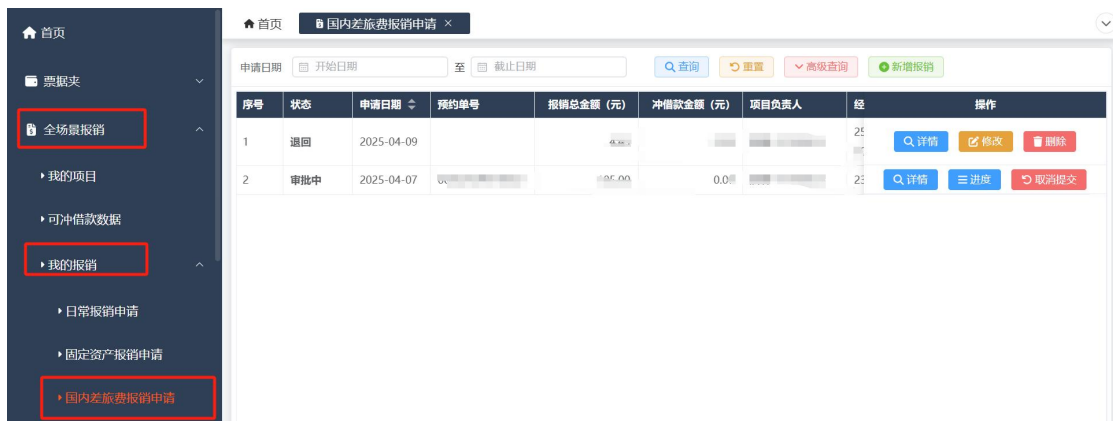 首页
票据夹
全场景报销
我的项目
可冲借款数据
我的报销
日常报销申请
固定资产报销申请
国内差旅费报销申请
首页 国内差旅费报销申请 ×
申请日期 开始日期 至 截止日期 查询 重置 高级查询 新增报销
序号 状态 申请日期 预约单号 报销总金额（元） 冲借款金额（元） 项目负责人 经 操作
1 退回 2025-04-09 详情 修改 删除
2 审批中 2025-04-07 详情 进度 取消提交